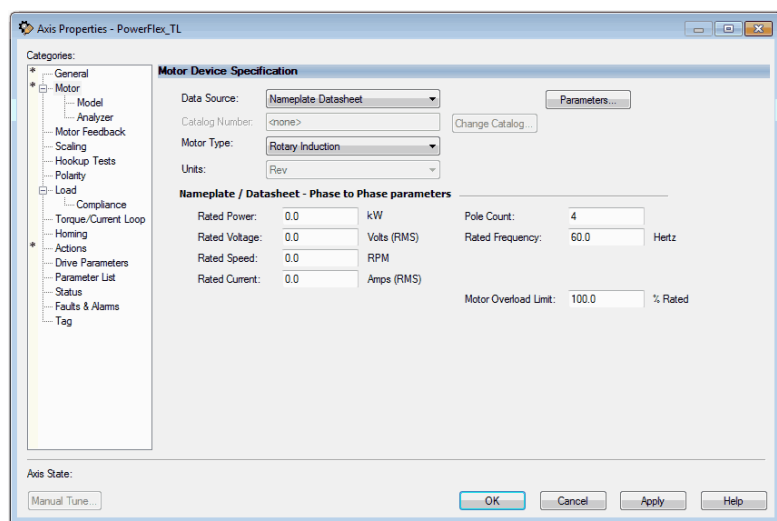 Axis Properties - PowerFlex_TL
Categories:
* General
* Motor
Model
Analyzer
Motor Feedback
Scaling
Hookup Tests
Polarity
Load
Compliance
Torque/Current Loop
Homing
* Actions
Drive Parameters
Parameter List
Status
Faults & Alarms
Tag
Motor Device Specification
Data Source: Nameplate Datasheet Parameters...
Catalog Number: <none> Change Catalog...
Motor Type: Rotary Induction
Units: Rev
Nameplate / Datasheet - Phase to Phase parameters
Rated Power: 0.0 kW Pole Count: 4
Rated Voltage: 0.0 Volts (RMS) Rated Frequency: 60.0 Hertz
Rated Speed: 0.0 RPM
Rated Current: 0.0 Amps (RMS)
Motor Overload Limit: 100.0 % Rated
Axis State:
Manual Tune... OK Cancel Apply Help